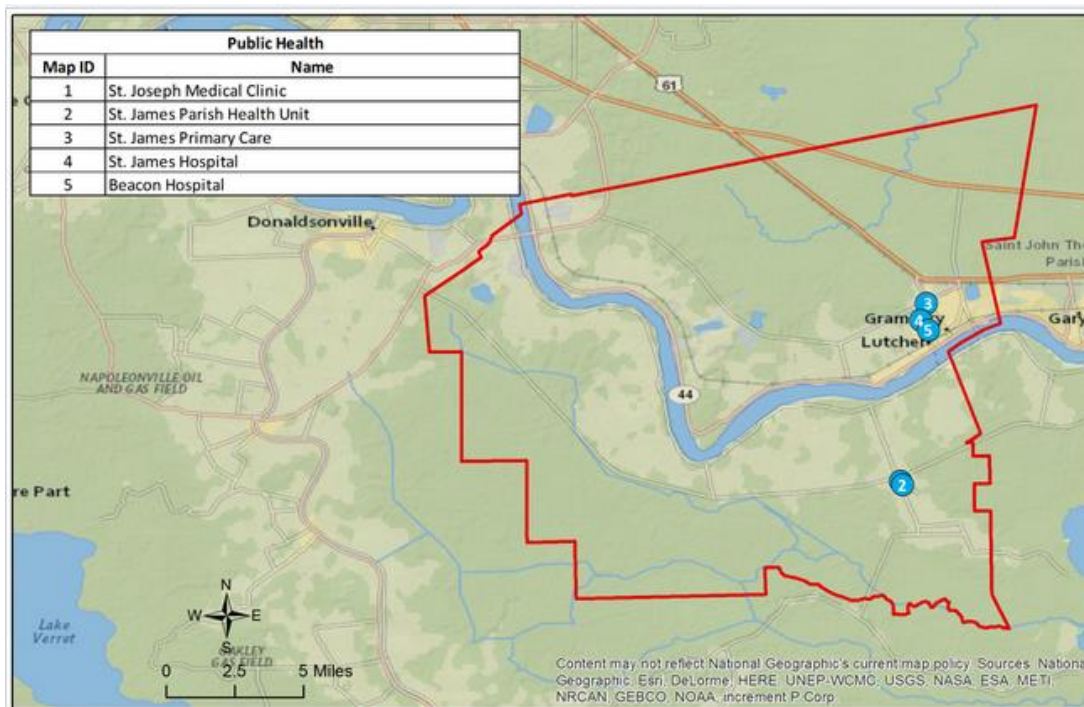 Public Health
Map ID Name
1 St. Joseph Medical Clinic
2 St. James Parish Health Unit
3 St. James Primary Care
4 St. James Hospital
5 Beacon Hospital
61
Donaldsonville
Saint John The
Parish
3
4
Gary
5
Lutcher
NAPOLEONVILLE OIL
AND GAS FIELD
44
re Part
2
N
W E
S
Lake
Verret
GAS FIELD
0 2.5 5 Miles
Content may not reflect National Geographic's current map policy. Sources: National
Geographic, Esri, DeLorme, HERE, UNEP-WCMC, USGS, NASA, ESA, METI,
NRCAN, GEBCO, NOAA, increment P Corp.